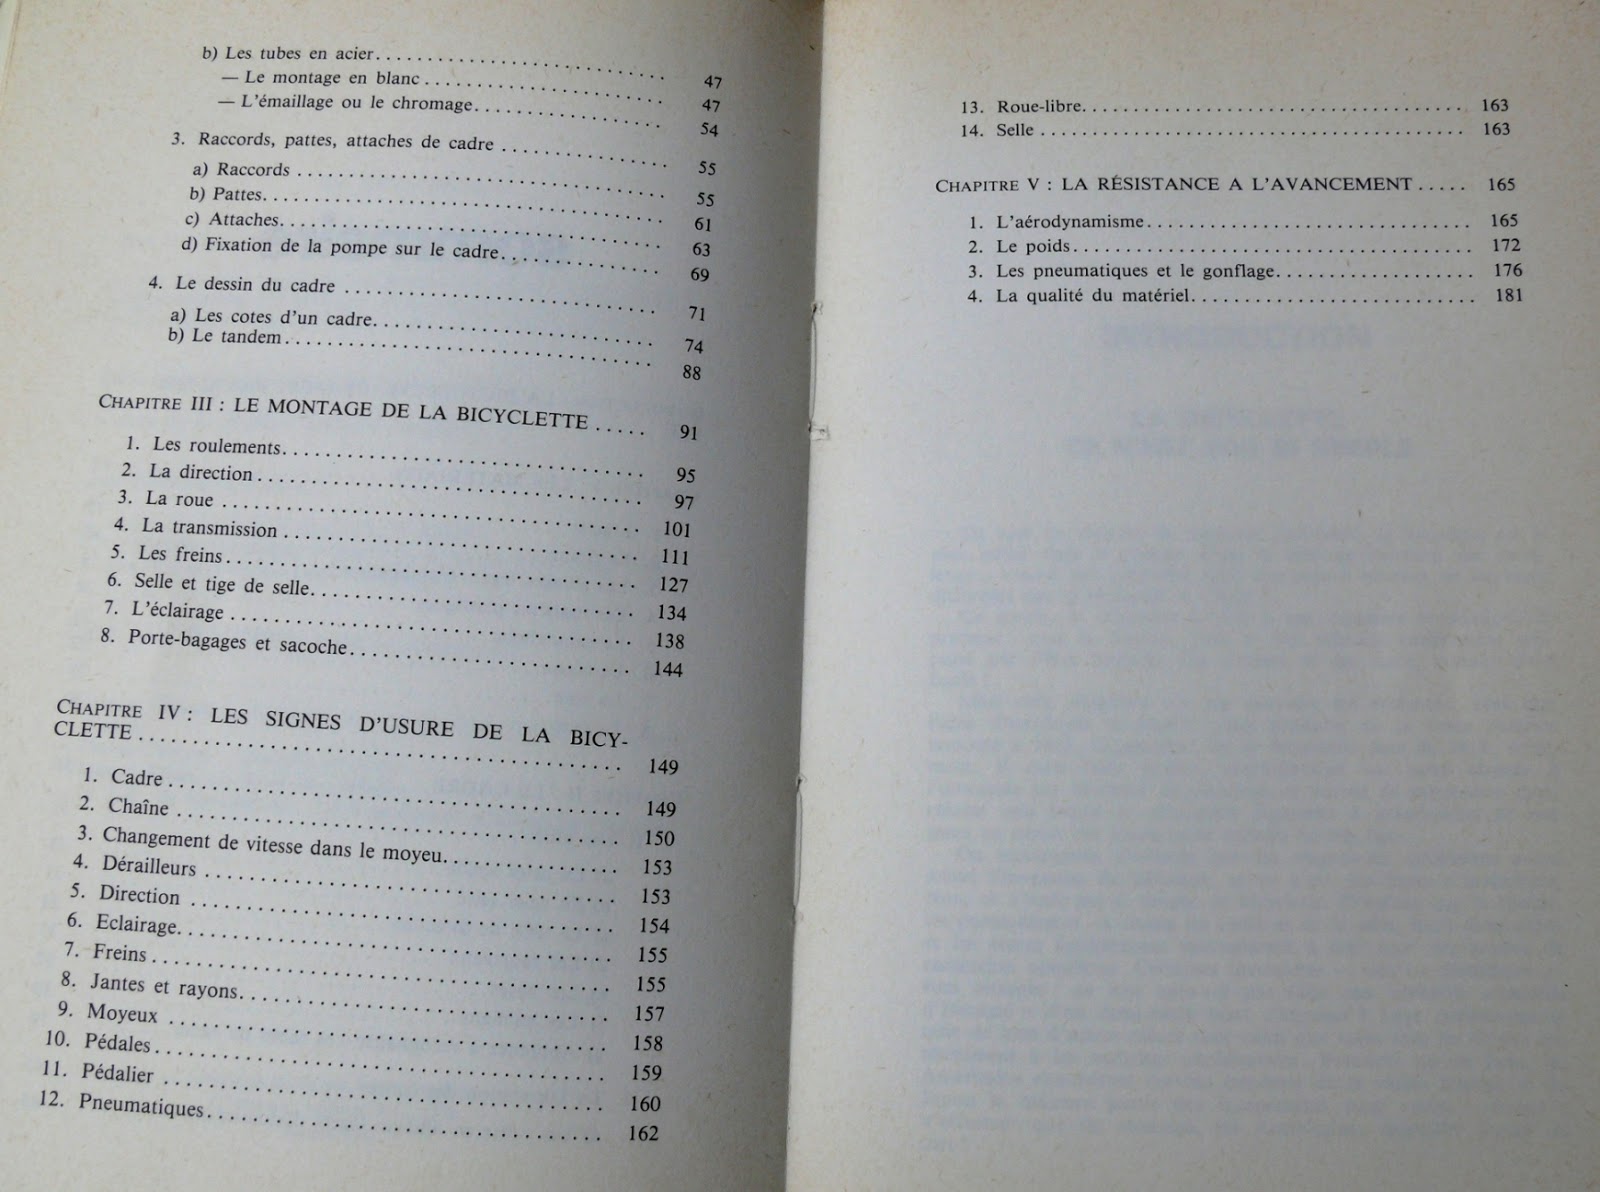 b) Les tubes en acier. . . . . . . . . . . . . . . . . . . . 47
— Le montage en blanc . . . . . . . . . . . . . . . . . . . . 47
— L'émaillage ou le chromage. . . . . . . . . . . . . . . . . . . . 54
3. Raccords, pattes, attaches de cadre . . . . . . . . . . . . . . . . . . . . 55
a) Raccords . . . . . . . . . . . . . . . . . . . . 55
b) Pattes. . . . . . . . . . . . . . . . . . . . 61
c) Attaches. . . . . . . . . . . . . . . . . . . . 63
d) Fixation de la pompe sur le cadre. . . . . . . . . . . . . . . . . . . . 69
4. Le dessin du cadre . . . . . . . . . . . . . . . . . . . . 71
a) Les cotes d'un cadre. . . . . . . . . . . . . . . . . . . . 74
b) Le tandem. . . . . . . . . . . . . . . . . . . . 88
CHAPITRE III : LE MONTAGE DE LA BICYCLETTE . . . . . 91
1. Les roulements. . . . . . . . . . . . . . . . . . . . 95
2. La direction . . . . . . . . . . . . . . . . . . . . 97
3. La roue . . . . . . . . . . . . . . . . . . . . 101
4. La transmission . . . . . . . . . . . . . . . . . . . . 111
5. Les freins. . . . . . . . . . . . . . . . . . . . 127
6. Selle et tige de selle. . . . . . . . . . . . . . . . . . . . 134
7. L'éclairage . . . . . . . . . . . . . . . . . . . . 138
8. Porte-bagages et sacoche. . . . . . . . . . . . . . . . . . . . 144
CHAPITRE IV : LES SIGNES D'USURE DE LA BICY-
CLETTE . . . . . . . . . . . . . . . . . . . . 149
1. Cadre . . . . . . . . . . . . . . . . . . . . 149
2. Chaîne . . . . . . . . . . . . . . . . . . . . 150
3. Changement de vitesse dans le moyeu. . . . . . . . . . . . . . . . . . . . 153
4. Dérailleurs . . . . . . . . . . . . . . . . . . . . 153
5. Direction . . . . . . . . . . . . . . . . . . . . 154
6. Eclairage. . . . . . . . . . . . . . . . . . . . 155
7. Freins . . . . . . . . . . . . . . . . . . . . 155
8. Jantes et rayons. . . . . . . . . . . . . . . . . . . . 157
9. Moyeux . . . . . . . . . . . . . . . . . . . . 158
10. Pédales . . . . . . . . . . . . . . . . . . . . 159
11. Pédalier . . . . . . . . . . . . . . . . . . . . 160
12. Pneumatiques. . . . . . . . . . . . . . . . . . . . 162
13. Roue-libre. . . . . . . . . . . . . . . . . . . . 163
14. Selle . . . . . . . . . . . . . . . . . . . . 163
CHAPITRE V : LA RÉSISTANCE A L'AVANCEMENT . . . . . 165
1. L'aérodynamisme. . . . . . . . . . . . . . . . . . . . 165
2. Le poids. . . . . . . . . . . . . . . . . . . . 172
3. Les pneumatiques et le gonflage. . . . . . . . . . . . . . . . . . . . 176
4. La qualité du matériel. . . . . . . . . . . . . . . . . . . . 181